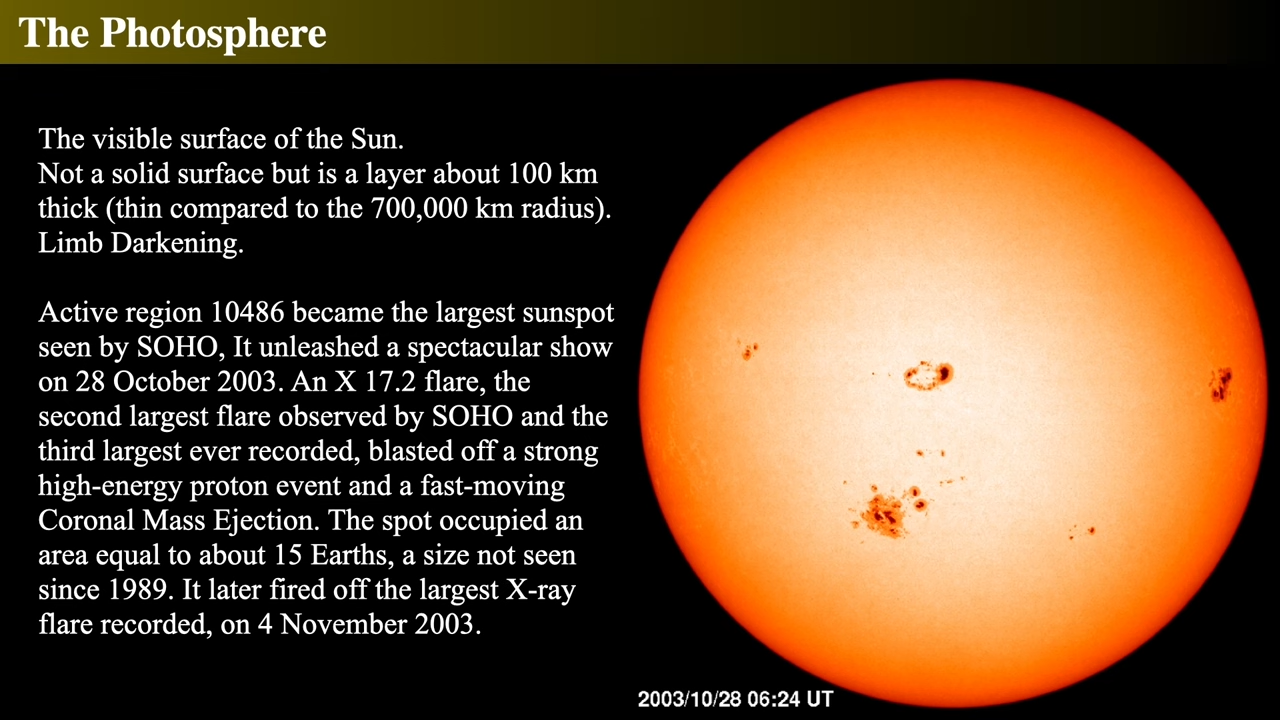 The Photosphere
The visible surface of the Sun.
Not a solid surface but is a layer about 100 km
thick (thin compared to the 700,000 km radius).
Limb Darkening.
Active region 10486 became the largest sunspot
seen by SOHO, It unleashed a spectacular show
on 28 October 2003. An X 17.2 flare, the
second largest flare observed by SOHO and the
third largest ever recorded, blasted off a strong
high-energy proton event and a fast-moving
Coronal Mass Ejection. The spot occupied an
area equal to about 15 Earths, a size not seen
since 1989. It later fired off the largest X-ray
flare recorded, on 4 November 2003.
2003/10/28 06:24 UT